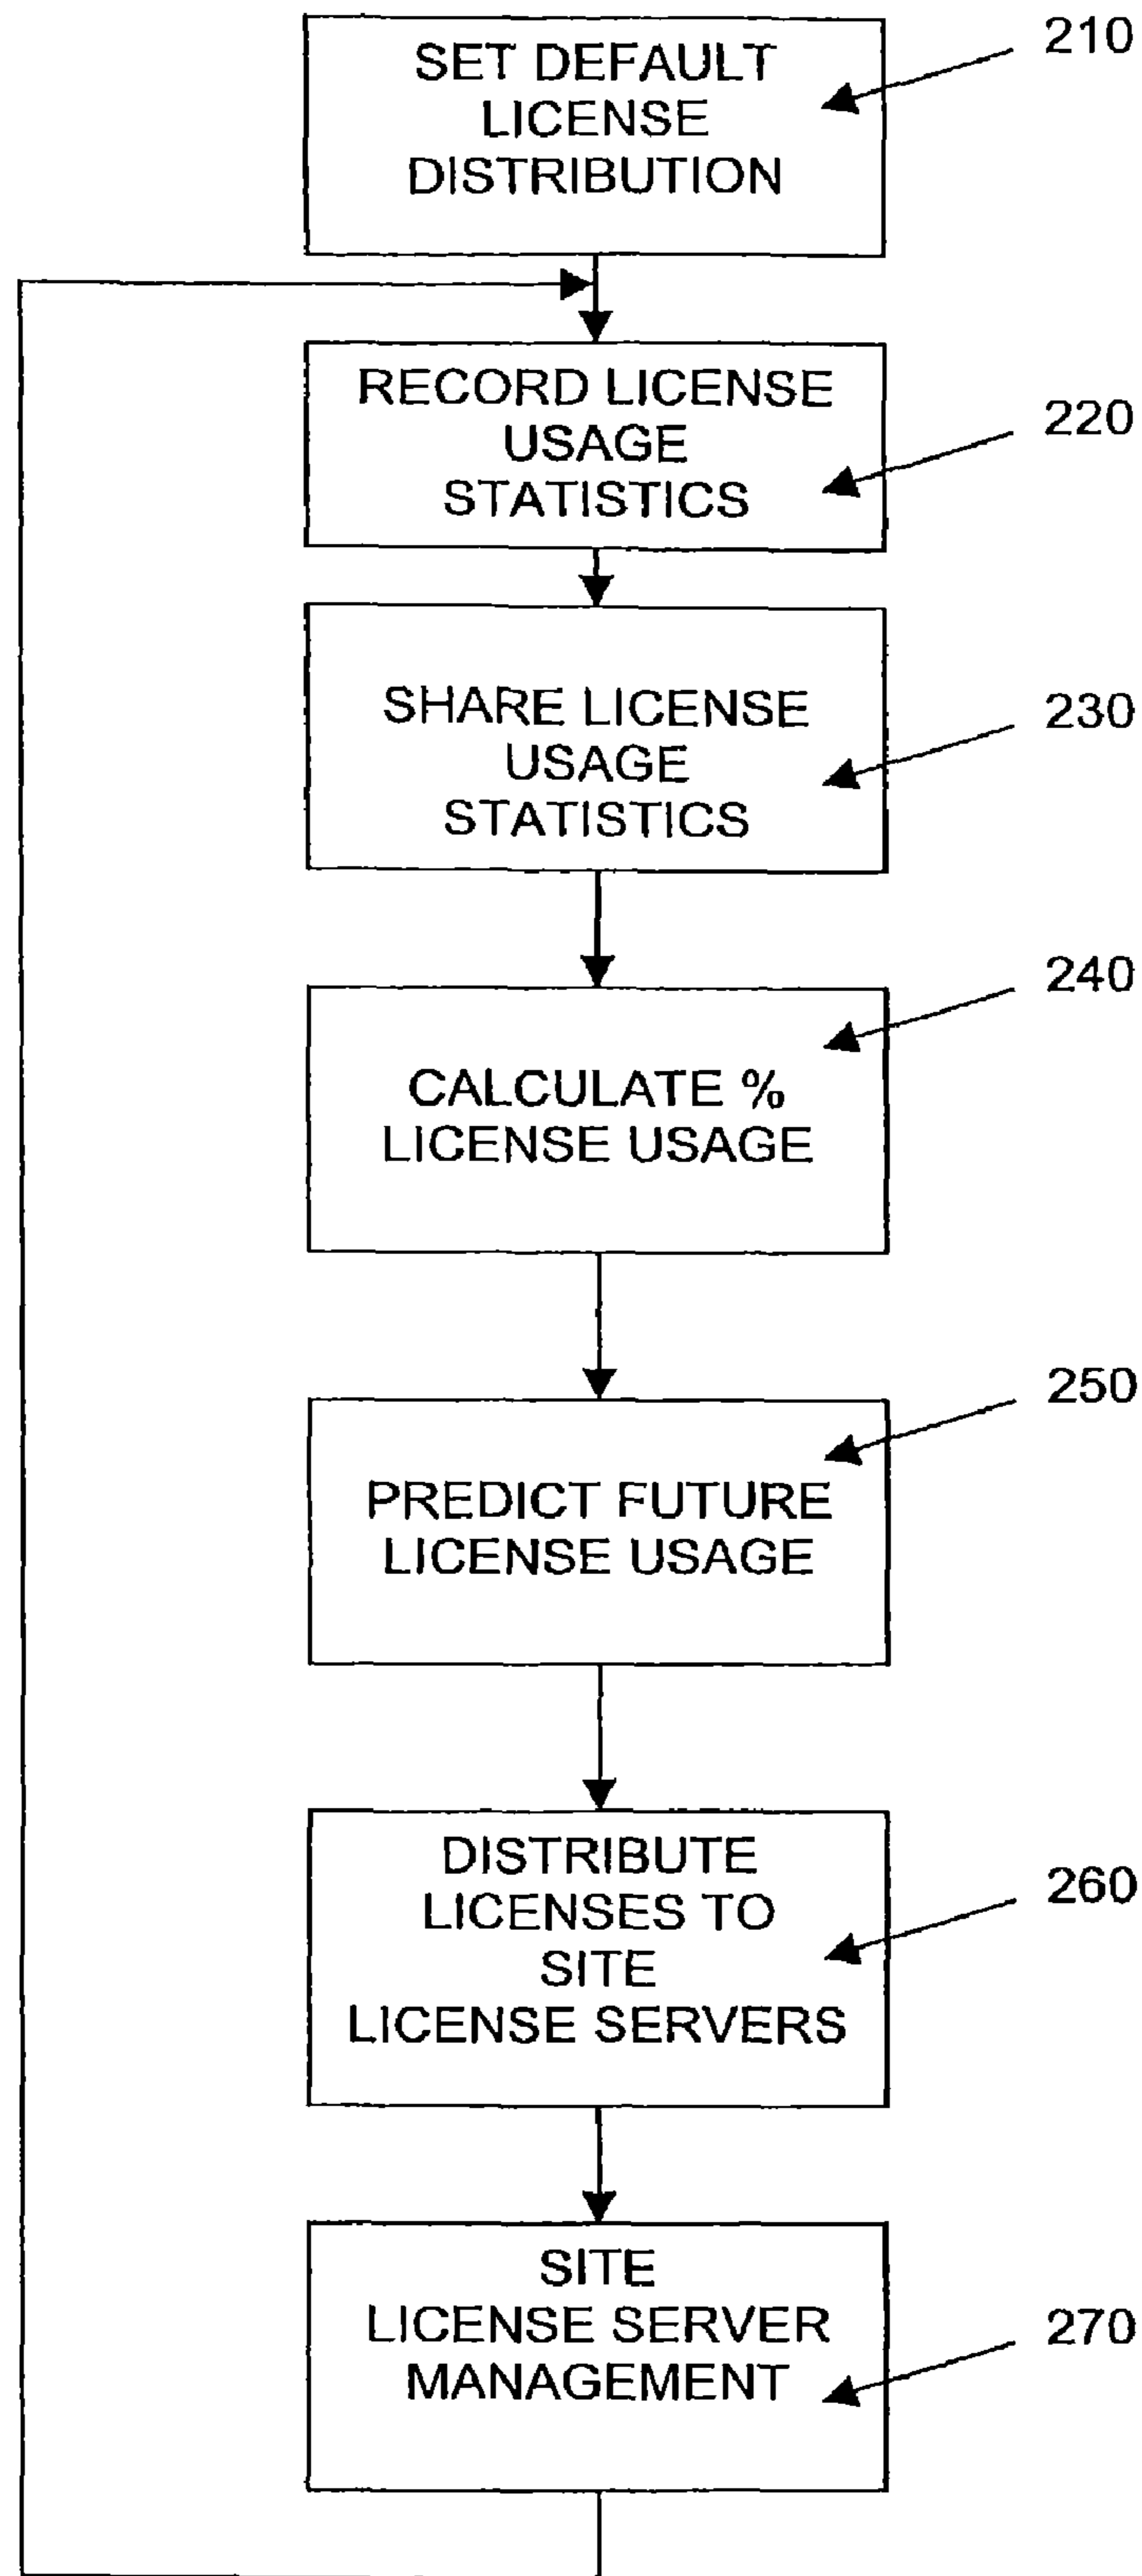 SET DEFAULT
LICENSE
DISTRIBUTION
210
RECORD LICENSE
USAGE
STATISTICS
220
SHARE LICENSE
USAGE
STATISTICS
230
CALCULATE %
LICENSE USAGE
240
PREDICT FUTURE
LICENSE USAGE
250
DISTRIBUTE
LICENSES TO
SITE
LICENSE SERVERS
260
SITE
LICENSE SERVER
MANAGEMENT
270